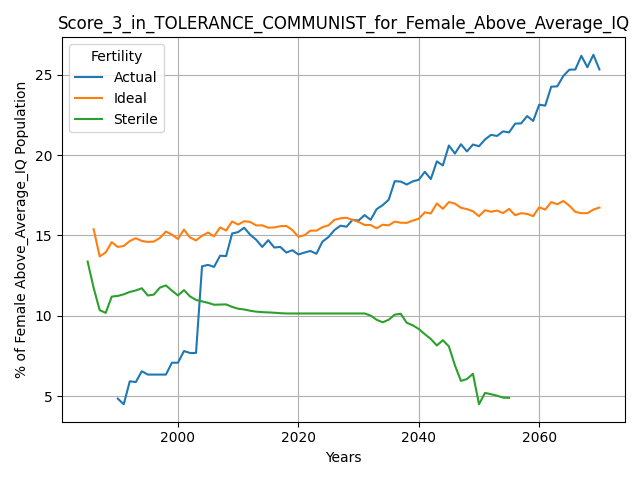 Score_3_in_TOLERANCE_COMMUNIST_for_Female_Above_Average_IQ
Fertility
Actual
Ideal
Sterile
% of Female Above_Average_IQ Population
25
20
15
10
5
2000 2020 2040 2060
Years